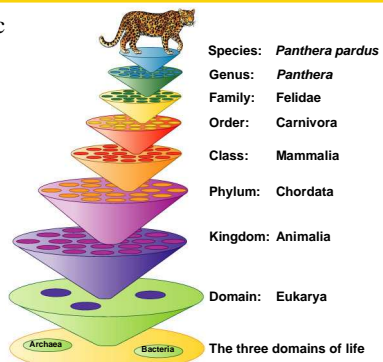 c
Species: Panthera pardus
Genus: Panthera
Family: Felidae
Order: Carnivora
Class: Mammalia
Phylum: Chordata
Kingdom: Animalia
Domain: Eukarya
Archaea
Bacteria
The three domains of life